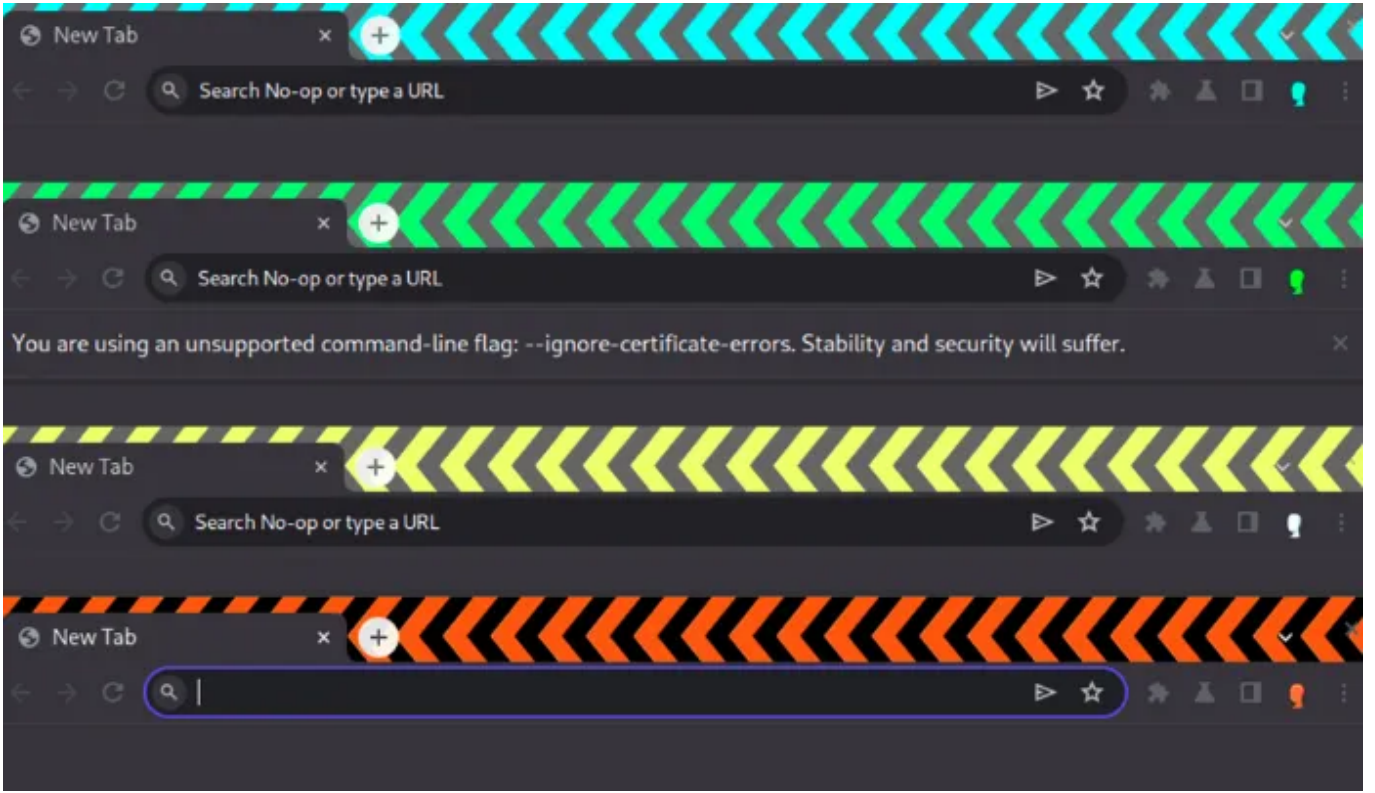 New Tab
Search No-op or type a URL
New Tab
Search No-op or type a URL
You are using an unsupported command-line flag: --ignore-certificate-errors. Stability and security will suffer.
New Tab
Search No-op or type a URL
New Tab